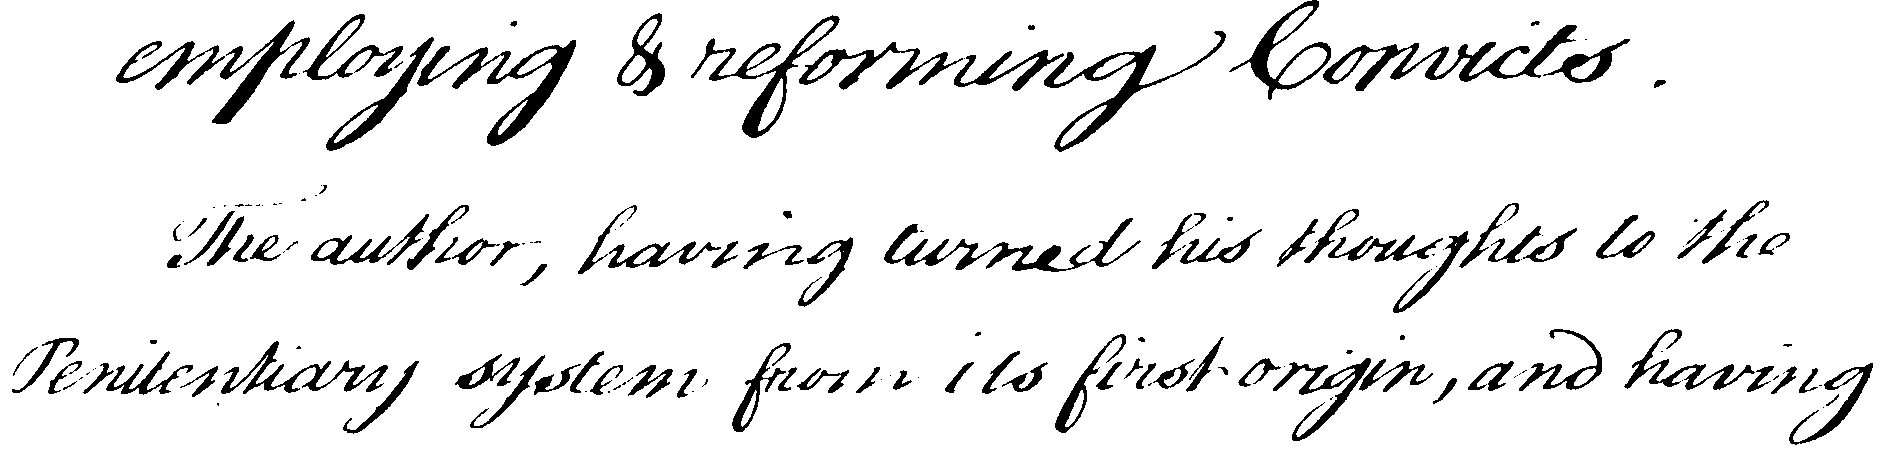 employing & reforming Convicts.
The author, having turned his thoughts to the
Penitentiary system from its first origin, and having